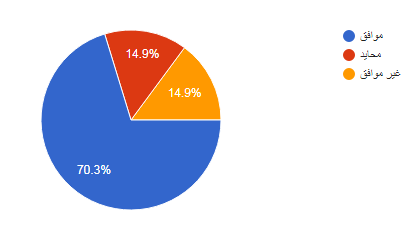 موافق
محايد
غير موافق
14.9%
14.9%
70.3%